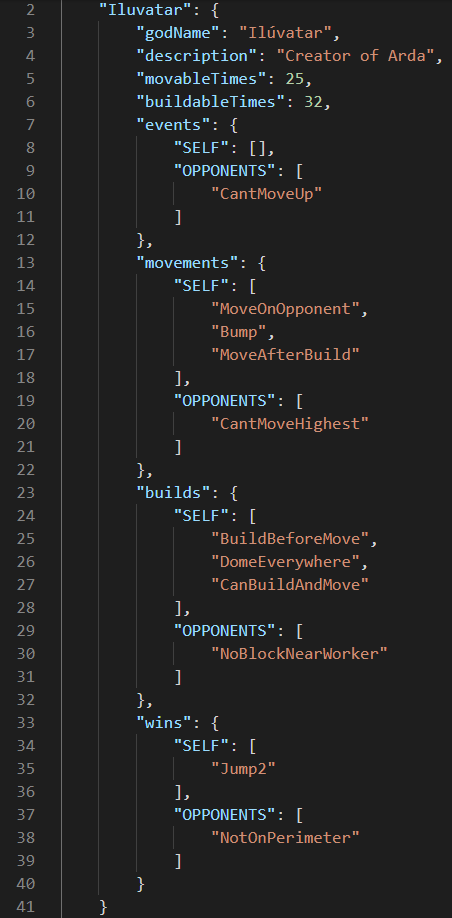 2 "Iluvatar": {
3 "godName": "Ilúvatar",
4 "description": "Creator of Arda",
5 "movableTimes": 25,
6 "buildableTimes": 32,
7 "events": {
8 "SELF": [],
9 "OPPONENTS": [
10 "CantMoveUp"
11 ]
12 },
13 "movements": {
14 "SELF": [
15 "MoveOnOpponent",
16 "Bump",
17 "MoveAfterBuild"
18 ],
19 "OPPONENTS": [
20 "CantMoveHighest"
21 ]
22 },
23 "builds": {
24 "SELF": [
25 "BuildBeforeMove",
26 "DomeEverywhere",
27 "CanBuildAndMove"
28 ],
29 "OPPONENTS": [
30 "NoBlockNearWorker"
31 ]
32 },
33 "wins": {
34 "SELF": [
35 "Jump2"
36 ],
37 "OPPONENTS": [
38 "NotOnPerimeter"
39 ]
40 }
41 }